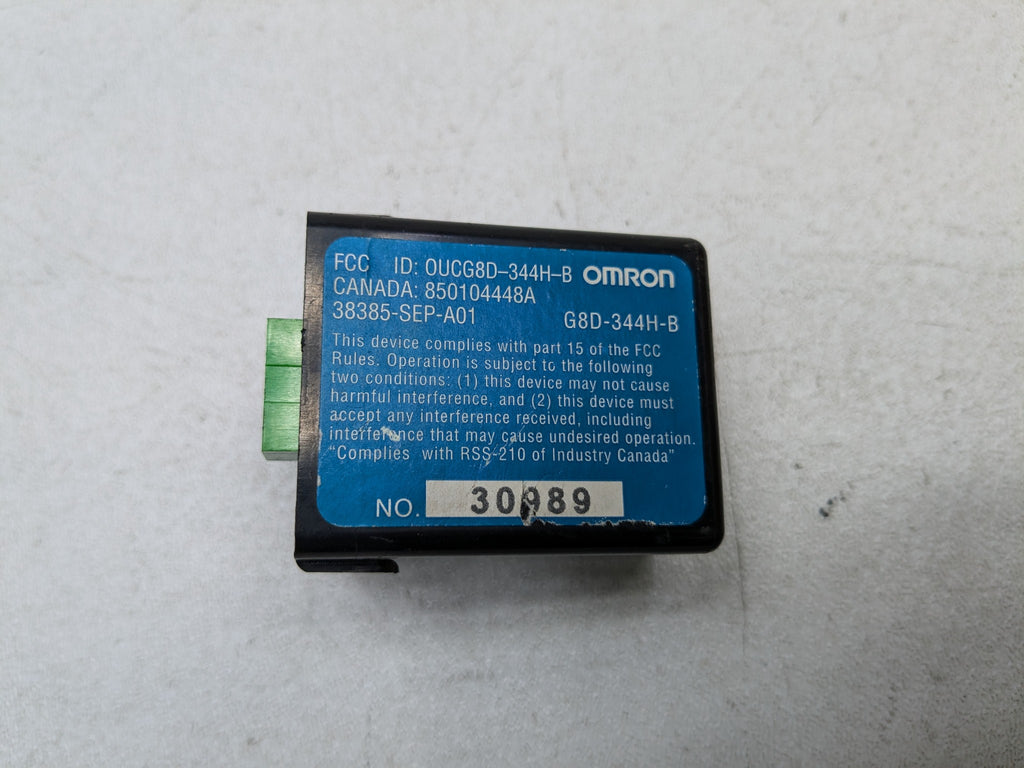 FCC ID: OUCG8D-344H-B OMRON
CANADA: 850104448A
38385-SEP-A01 G8D-344H-B
This device complies with part 15 of the FCC
Rules. Operation is subject to the following
two conditions: (1) this device may not cause
harmful interference, and (2) this device must
accept any interference received, including
interference that may cause undesired operation.
"Complies with RSS-210 of Industry Canada"
NO.